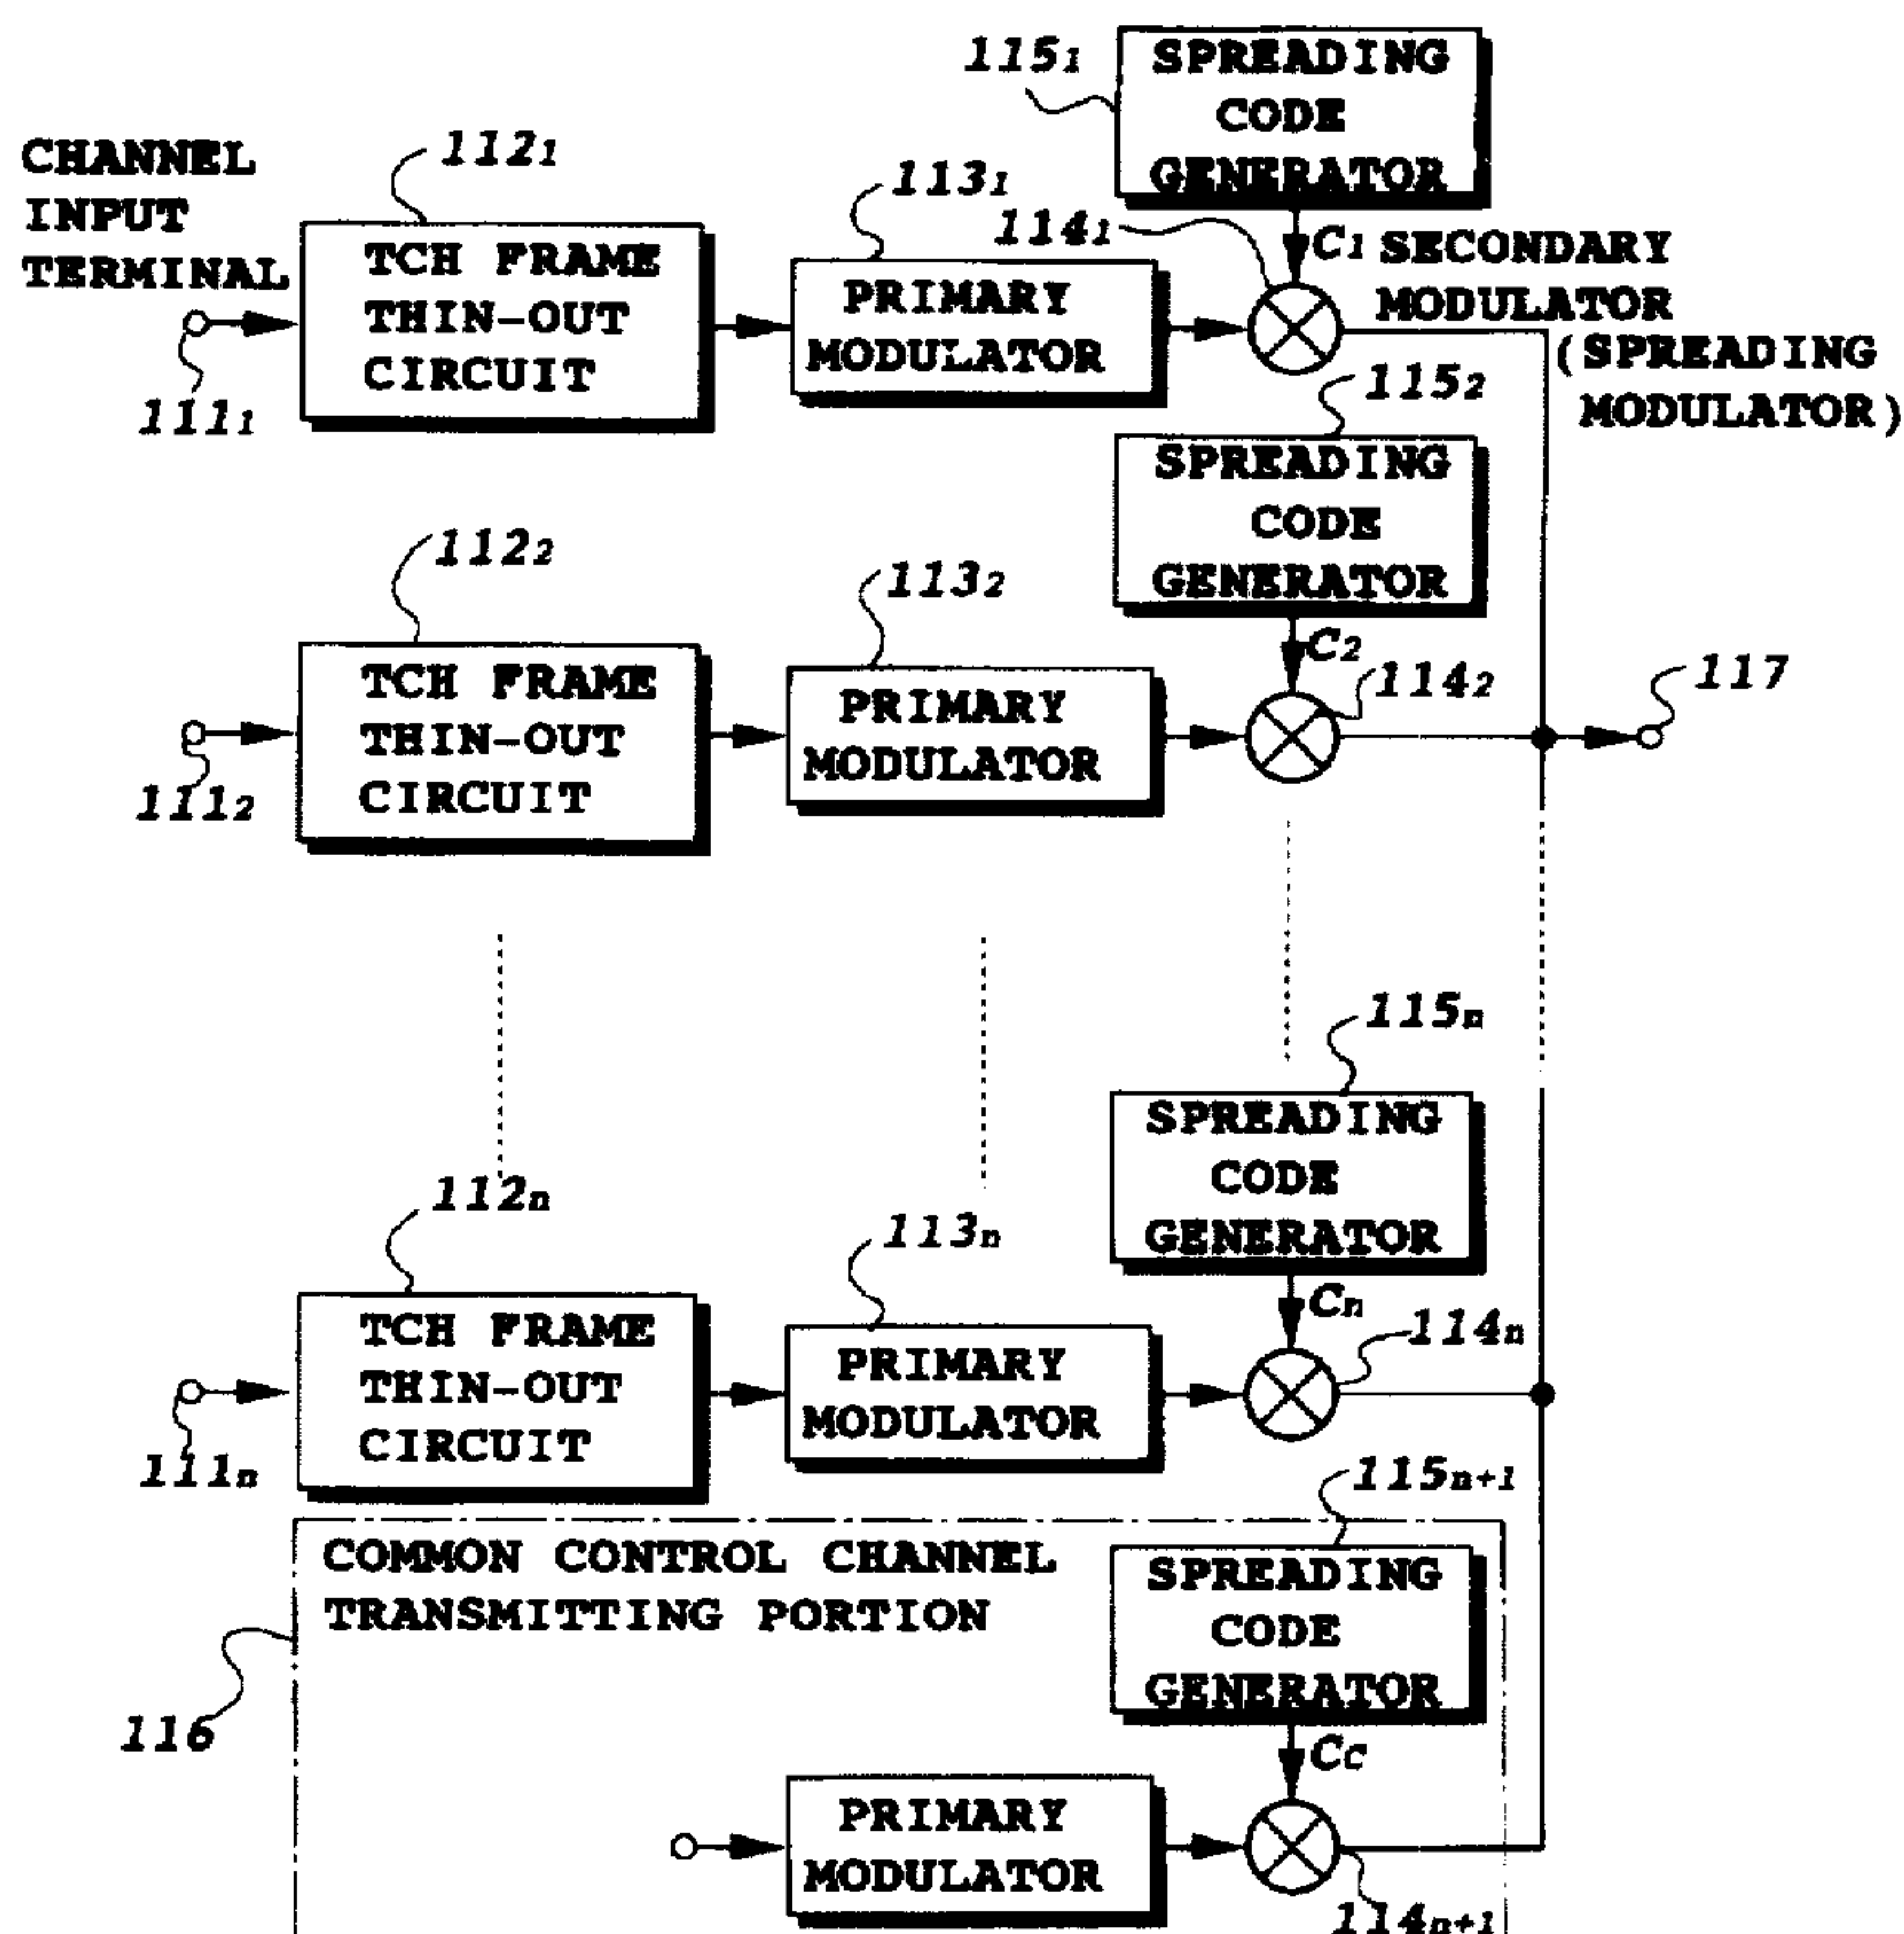 115₁
SPREADING
CODE
GENERATOR
CHANNEL
INPUT
TERMINAL
112₁
113₁
114₁
C₁
SECONDARY
MODULATOR
(SPREADING
MODULATOR)
TCH FRAME
THIN-OUT
CIRCUIT
PRIMARY
MODULATOR
111₁
115₂
SPREADING
CODE
GENERATOR
112₂
113₂
C₂
114₂
117
TCH FRAME
THIN-OUT
CIRCUIT
PRIMARY
MODULATOR
111₂
115n
SPREADING
CODE
GENERATOR
112n
113n
Cn
114n
TCH FRAME
THIN-OUT
CIRCUIT
PRIMARY
MODULATOR
111n
115n+1
COMMON CONTROL CHANNEL
TRANSMITTING PORTION
SPREADING
CODE
GENERATOR
116
CC
PRIMARY
MODULATOR
114n+1